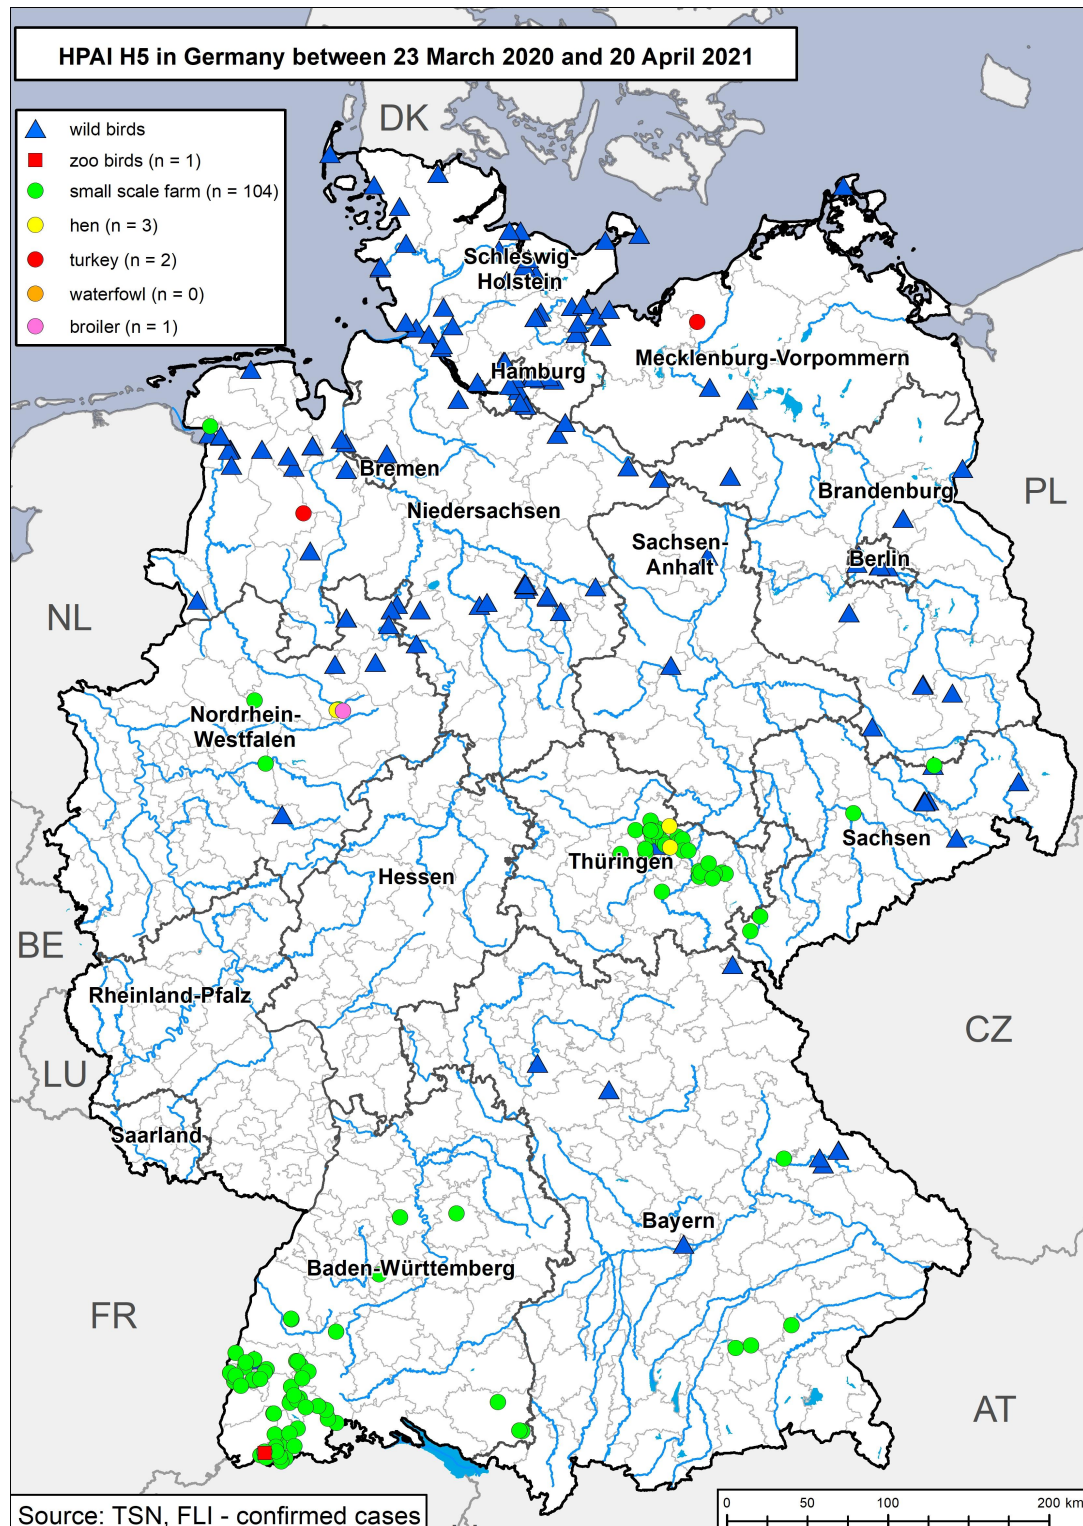 HPAI H5 in Germany between 23 March 2020 and 20 April 2021
wild birds
zoo birds (n = 1)
small scale farm (n = 104)
hen (n = 3)
turkey (n = 2)
waterfowl (n = 0)
broiler (n = 1)
DK
Schleswig-
Holstein
Mecklenburg-Vorpommern
Hamburg
Bremen
Brandenburg
PL
Niedersachsen
Sachsen-
Anhalt
Berlin
NL
Nordrhein-
Westfalen
Sachsen
Thüringen
Hessen
BE
Rheinland-Pfalz
CZ
LU
Saarland
Bayern
Baden-Württemberg
FR
AT
Source: TSN, FLI - confirmed cases
0 50 100 200 km